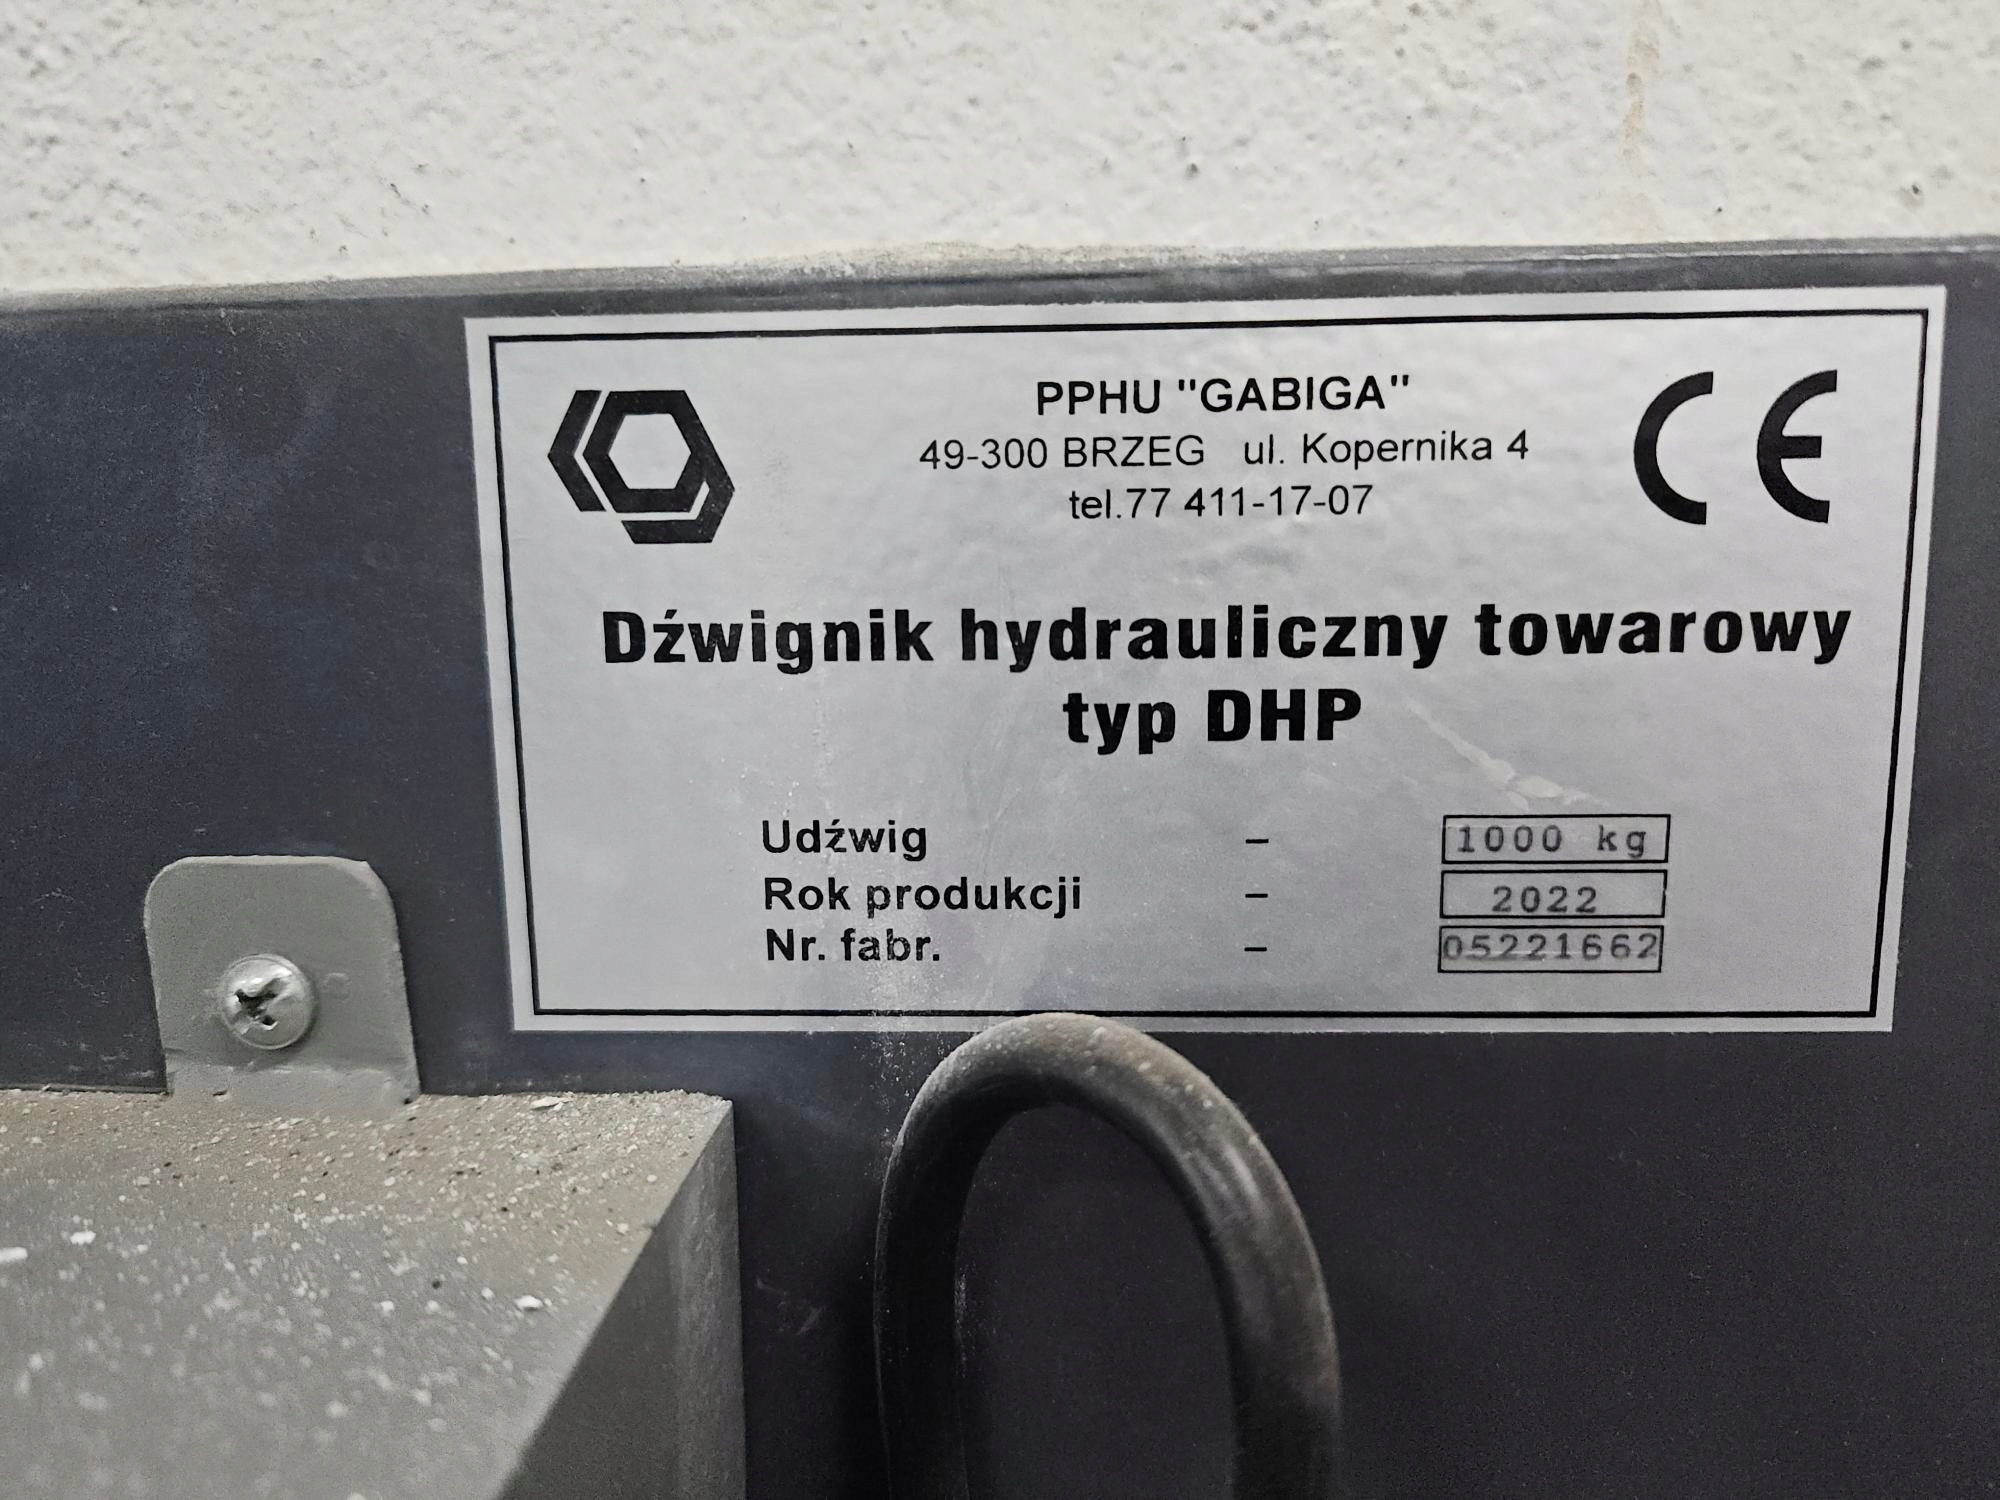 PPHU "GABIGA"
49-300 BRZEG ul. Kopernika 4
tel.77 411-17-07
CE
Dźwignik hydrauliczny towarowy
typ DHP
Udźwig – 1000 kg
Rok produkcji – 2022
Nr. fabr. – 05221662